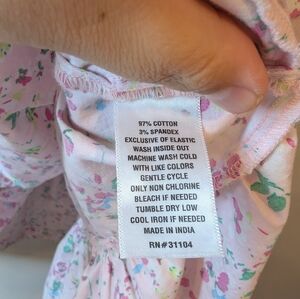 97% COTTON
3% SPANDEX
EXCLUSIVE OF ELASTIC
WASH INSIDE OUT
MACHINE WASH COLD
WITH LIKE COLORS
GENTLE CYCLE
ONLY NON CHLORINE
BLEACH IF NEEDED
TUMBLE DRY LOW
COOL IRON IF NEEDED
MADE IN INDIA
RN#31104